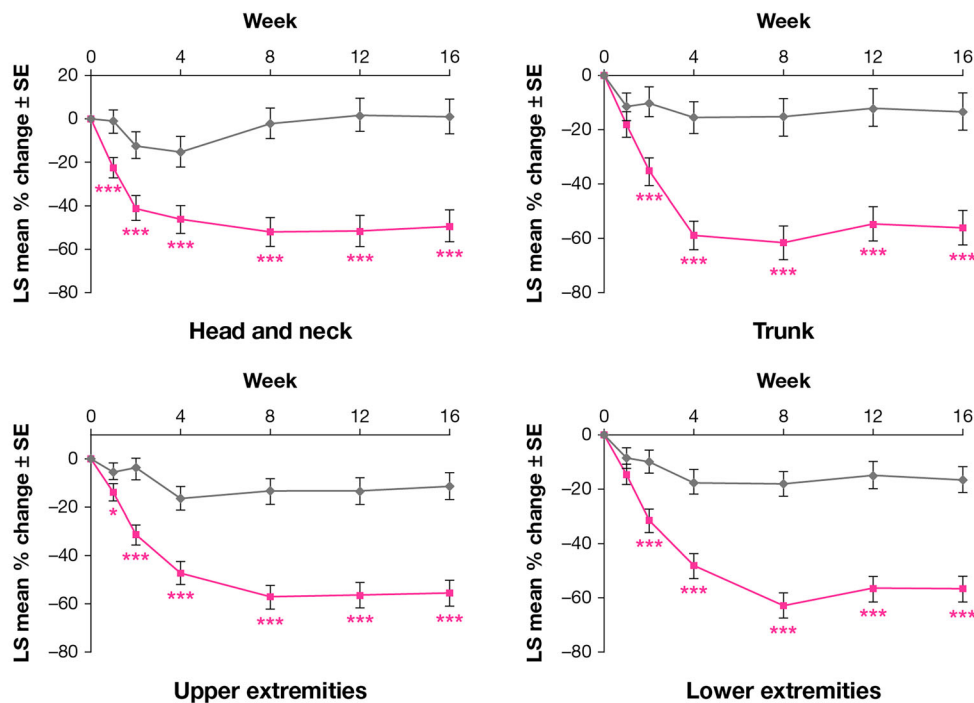 Week
0 4 8 12 16
20
0
−20
−40
−60
−80
LS mean % change ± SE
***
***
***
***
***
***
Head and neck
Week
0 4 8 12 16
0
−20
−40
−60
−80
LS mean % change ± SE
***
***
***
***
***
Trunk
Week
0 4 8 12 16
0
−20
−40
−60
−80
LS mean % change ± SE
*
***
***
***
***
***
Upper extremities
Week
0 4 8 12 16
0
−20
−40
−60
−80
LS mean % change ± SE
***
***
***
***
***
Lower extremities